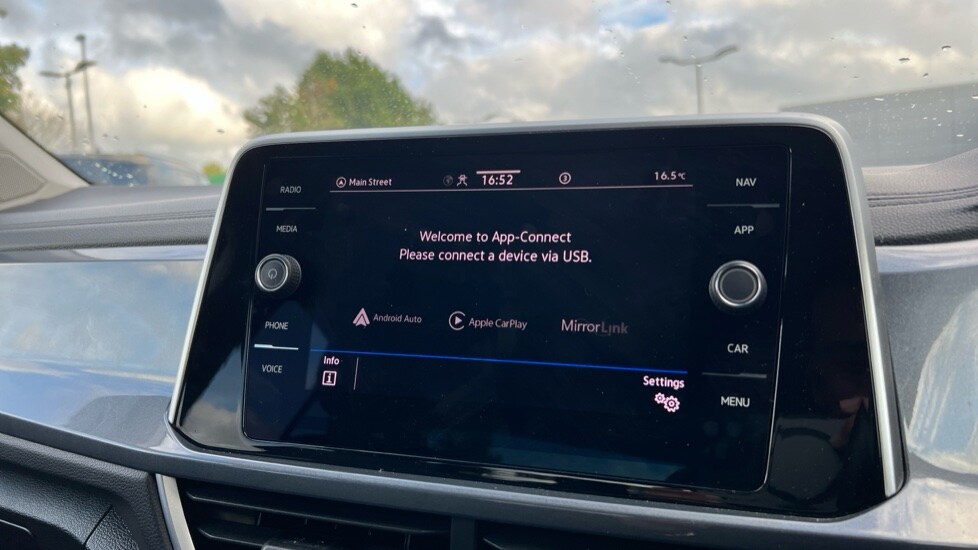 RADIO
MEDIA
PHONE
VOICE
Main Street 16:52 3 16.5°C
Welcome to App-Connect
Please connect a device via USB.
Android Auto Apple CarPlay MirrorLink
Info
i
Settings
NAV
APP
CAR
MENU